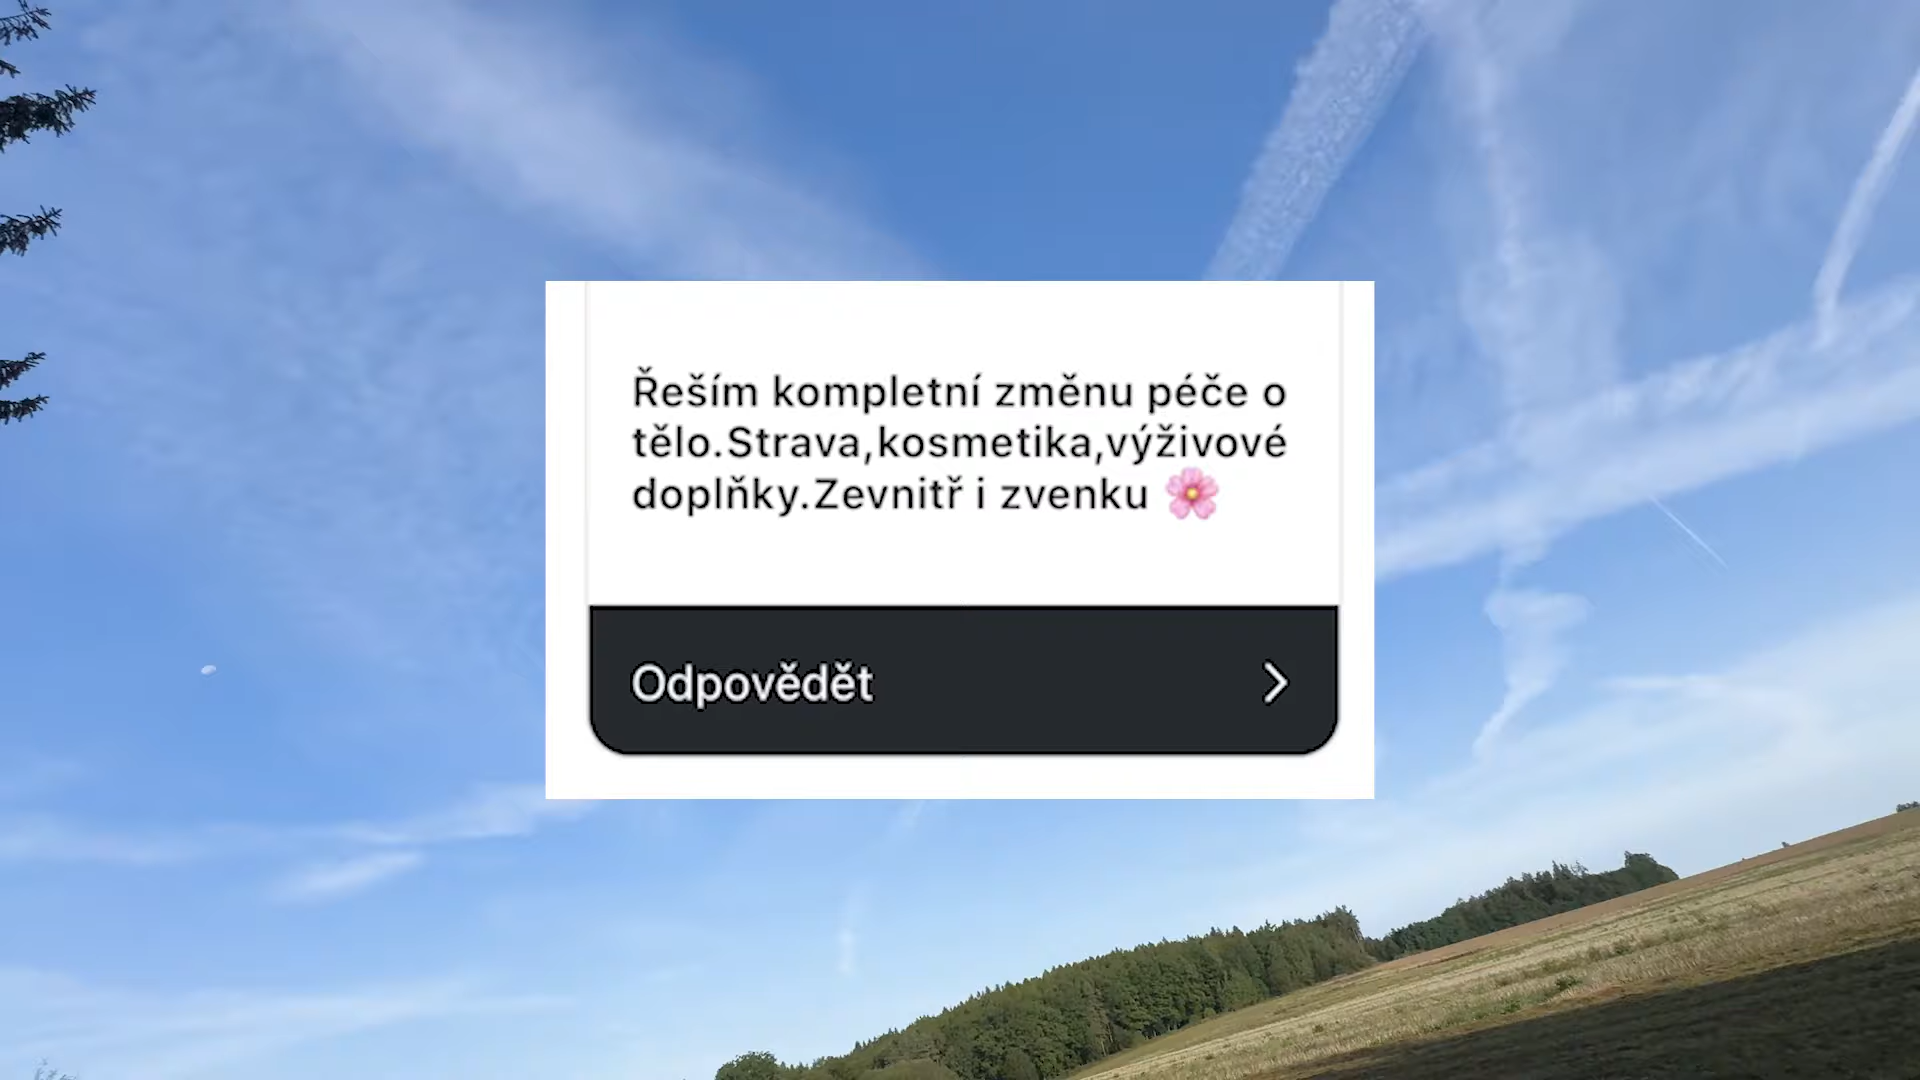 Řeším kompletní změnu péče o
tělo.Strava,kosmetika,výživové
doplňky.Zevnitř i zvenku 🌸
Odpovědět